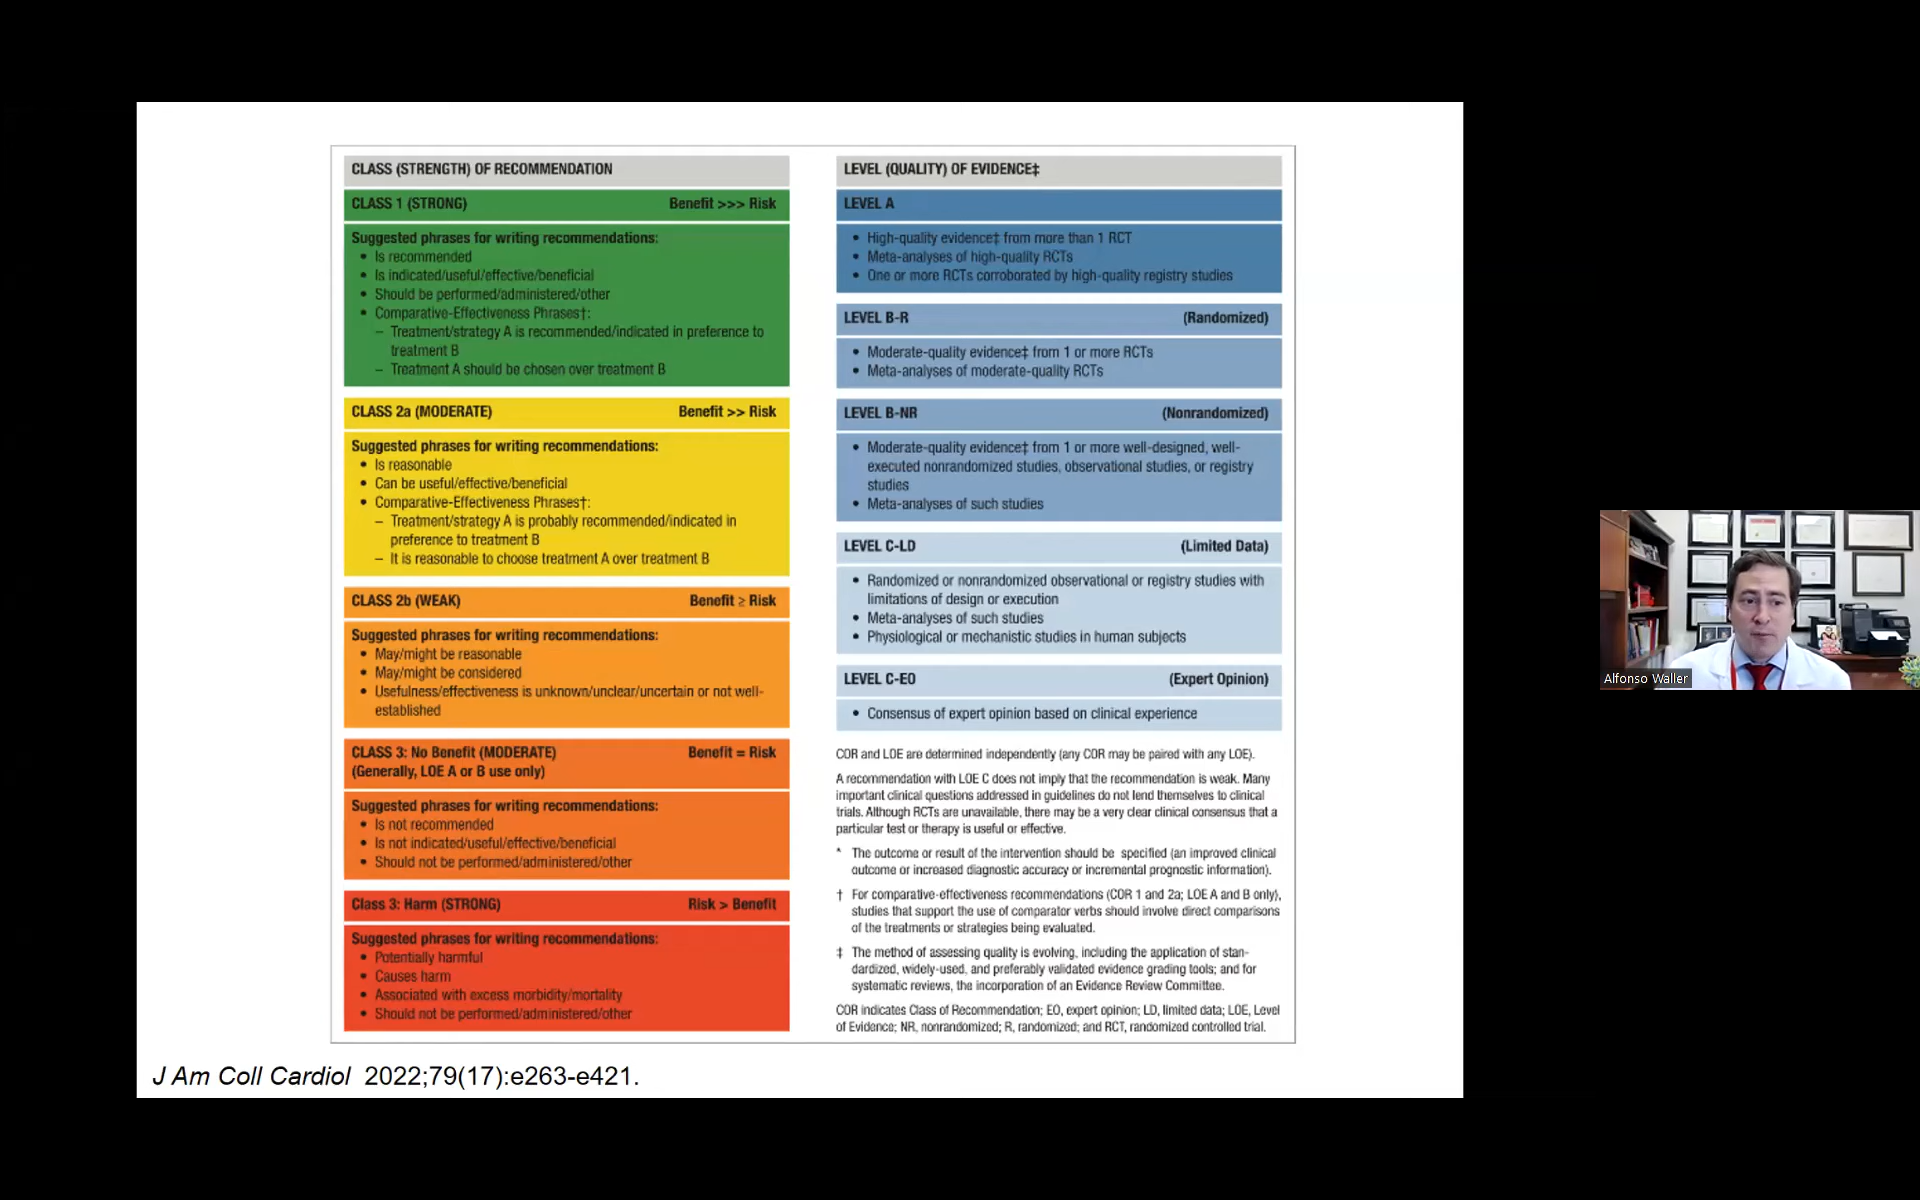 CLASS (STRENGTH) OF RECOMMENDATION
CLASS 1 (STRONG) Benefit >>> Risk
Suggested phrases for writing recommendations:
• Is recommended
• Is indicated/useful/effective/beneficial
• Should be performed/administered/other
• Comparative-Effectiveness Phrases†:
– Treatment/strategy A is recommended/indicated in preference to
treatment B
– Treatment A should be chosen over treatment B
CLASS 2a (MODERATE) Benefit >> Risk
Suggested phrases for writing recommendations:
• Is reasonable
• Can be useful/effective/beneficial
• Comparative-Effectiveness Phrases†:
– Treatment/strategy A is probably recommended/indicated in
preference to treatment B
– It is reasonable to choose treatment A over treatment B
CLASS 2b (WEAK) Benefit ≥ Risk
Suggested phrases for writing recommendations:
• May/might be reasonable
• May/might be considered
• Usefulness/effectiveness is unknown/unclear/uncertain or not well-
established
CLASS 3: No Benefit (MODERATE) Benefit = Risk
(Generally, LOE A or B use only)
Suggested phrases for writing recommendations:
• Is not recommended
• Is not indicated/useful/effective/beneficial
• Should not be performed/administered/other
Class 3: Harm (STRONG) Risk > Benefit
Suggested phrases for writing recommendations:
• Potentially harmful
• Causes harm
• Associated with excess morbidity/mortality
• Should not be performed/administered/other
LEVEL (QUALITY) OF EVIDENCE‡
LEVEL A
• High-quality evidence‡ from more than 1 RCT
• Meta-analyses of high-quality RCTs
• One or more RCTs corroborated by high-quality registry studies
LEVEL B-R (Randomized)
• Moderate-quality evidence‡ from 1 or more RCTs
• Meta-analyses of moderate-quality RCTs
LEVEL B-NR (Nonrandomized)
• Moderate-quality evidence‡ from 1 or more well-designed, well-
executed nonrandomized studies, observational studies, or registry
studies
• Meta-analyses of such studies
LEVEL C-LD (Limited Data)
• Randomized or nonrandomized observational or registry studies with
limitations of design or execution
• Meta-analyses of such studies
• Physiological or mechanistic studies in human subjects
LEVEL C-EO (Expert Opinion)
• Consensus of expert opinion based on clinical experience
COR and LOE are determined independently (any COR may be paired with any LOE).
A recommendation with LOE C does not imply that the recommendation is weak. Many
important clinical questions addressed in guidelines do not lend themselves to clinical
trials. Although RCTs are unavailable, there may be a very clear clinical consensus that a
particular test or therapy is useful or effective.
* The outcome or result of the intervention should be specified (an improved clinical
outcome or increased diagnostic accuracy or incremental prognostic information).
† For comparative-effectiveness recommendations (COR 1 and 2a; LOE A and B only),
studies that support the use of comparator verbs should involve direct comparisons
of the treatments or strategies being evaluated.
‡ The method of assessing quality is evolving, including the application of stan-
dardized, widely-used, and preferably validated evidence grading tools; and for
systematic reviews, the incorporation of an Evidence Review Committee.
COR indicates Class of Recommendation; EO, expert opinion; LD, limited data; LOE, Level
of Evidence; NR, nonrandomized; R, randomized; and RCT, randomized controlled trial.
J Am Coll Cardiol 2022;79(17):e263-e421.
Alfonso Waller